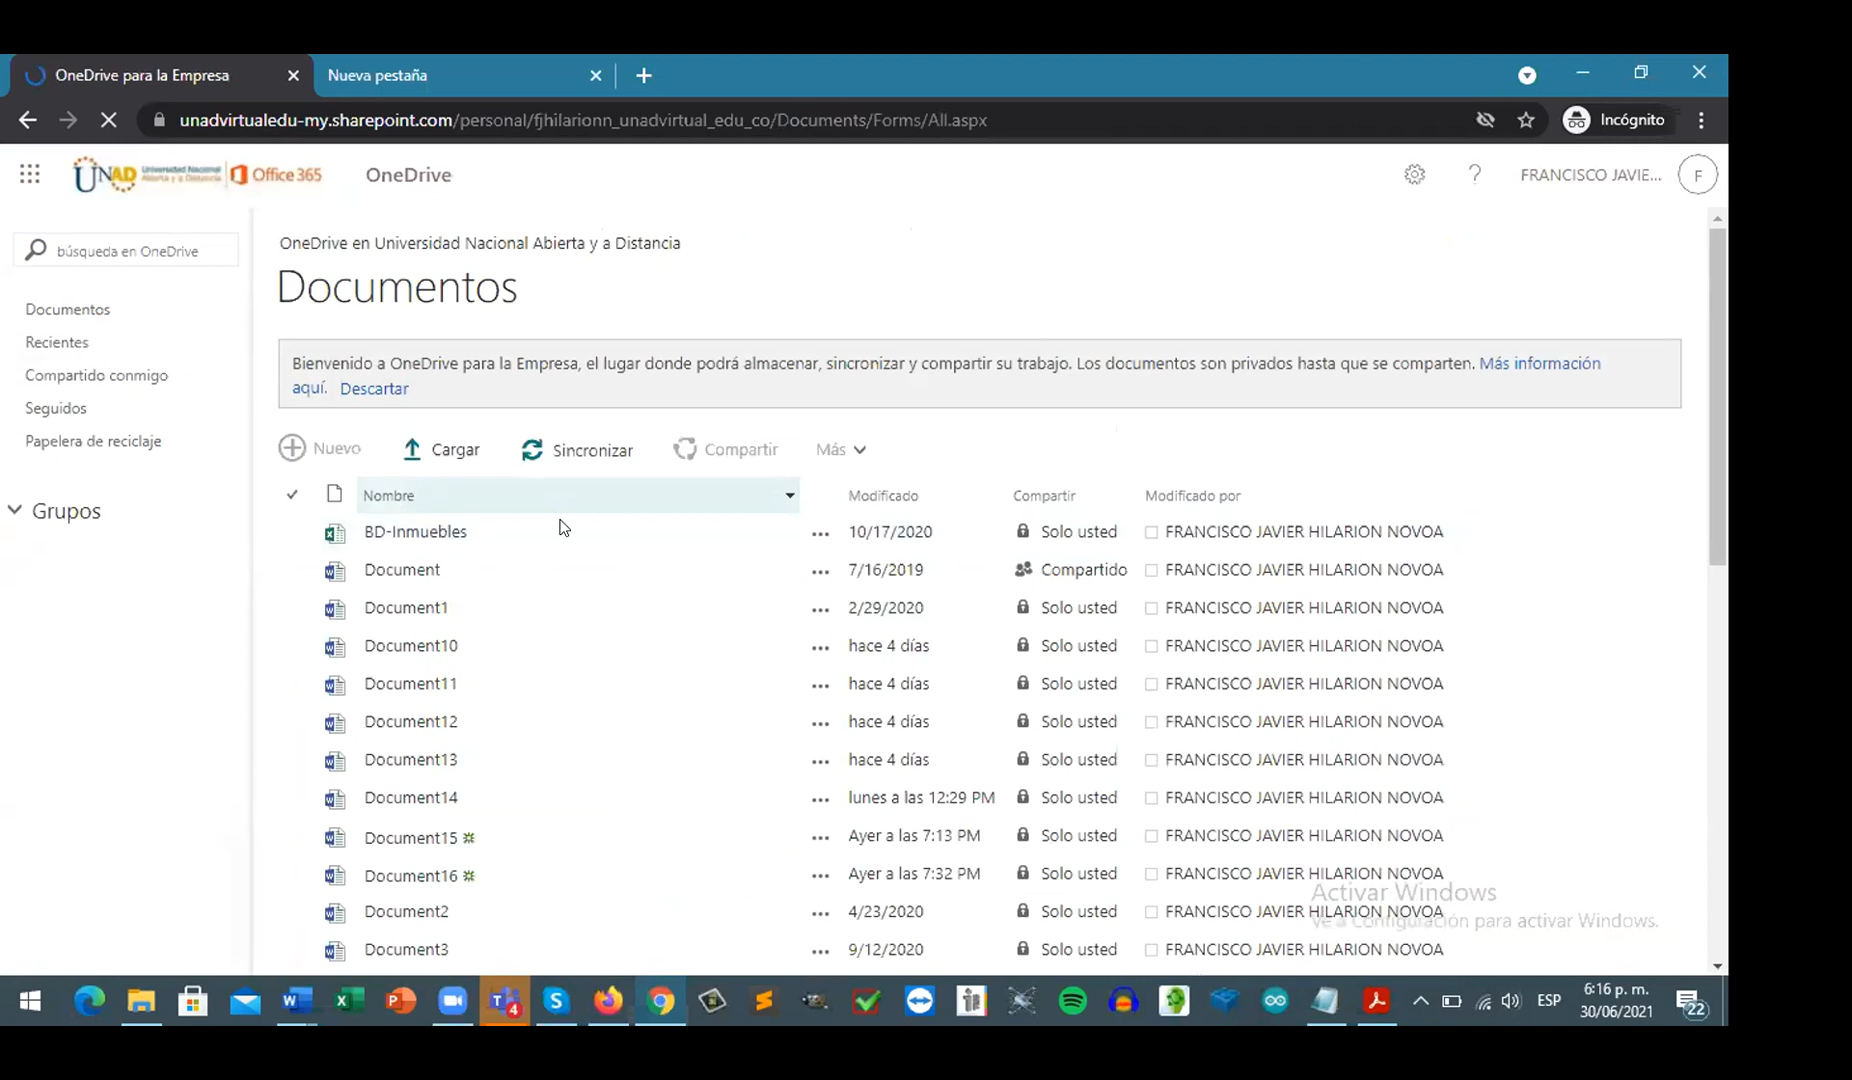 OneDrive para la Empresa
Nueva pestaña
unadvirtualedu-my.sharepoint.com/personal/fjhilarionn_unadvirtual_edu_co/Documents/Forms/All.aspx
Incógnito
UNAD Universidad Nacional Abierta y a Distancia Office 365
OneDrive
FRANCISCO JAVIE...
F
búsqueda en OneDrive
Documentos
Recientes
Compartido conmigo
Seguidos
Papelera de reciclaje
Grupos
OneDrive en Universidad Nacional Abierta y a Distancia
Documentos
Bienvenido a OneDrive para la Empresa, el lugar donde podrá almacenar, sincronizar y compartir su trabajo. Los documentos son privados hasta que se comparten. Más información
aquí. Descartar
Nuevo Cargar Sincronizar Compartir Más
Nombre Modificado Compartir Modificado por
BD-Inmuebles ... 10/17/2020 Solo usted FRANCISCO JAVIER HILARION NOVOA
Document ... 7/16/2019 Compartido FRANCISCO JAVIER HILARION NOVOA
Document1 ... 2/29/2020 Solo usted FRANCISCO JAVIER HILARION NOVOA
Document10 ... hace 4 días Solo usted FRANCISCO JAVIER HILARION NOVOA
Document11 ... hace 4 días Solo usted FRANCISCO JAVIER HILARION NOVOA
Document12 ... hace 4 días Solo usted FRANCISCO JAVIER HILARION NOVOA
Document13 ... hace 4 días Solo usted FRANCISCO JAVIER HILARION NOVOA
Document14 ... lunes a las 12:29 PM Solo usted FRANCISCO JAVIER HILARION NOVOA
Document15 ... Ayer a las 7:13 PM Solo usted FRANCISCO JAVIER HILARION NOVOA
Document16 ... Ayer a las 7:32 PM Solo usted FRANCISCO JAVIER HILARION NOVOA
Document2 ... 4/23/2020 Solo usted FRANCISCO JAVIER HILARION NOVOA
Document3 ... 9/12/2020 Solo usted FRANCISCO JAVIER HILARION NOVOA
Activar Windows
Ve a Configuración para activar Windows.
4
ESP
6:16 p. m.
30/06/2021
22